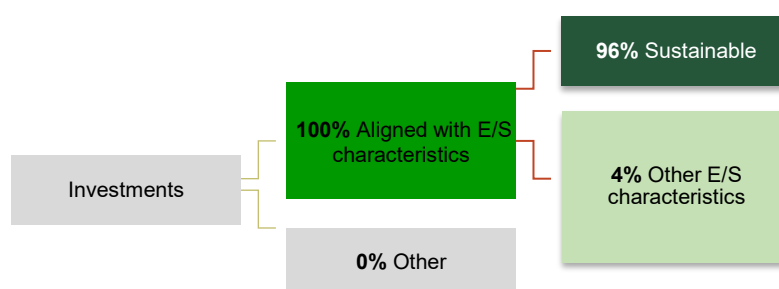 96% Sustainable
100% Aligned with E/S
characteristics
4% Other E/S
characteristics
Investments
0% Other